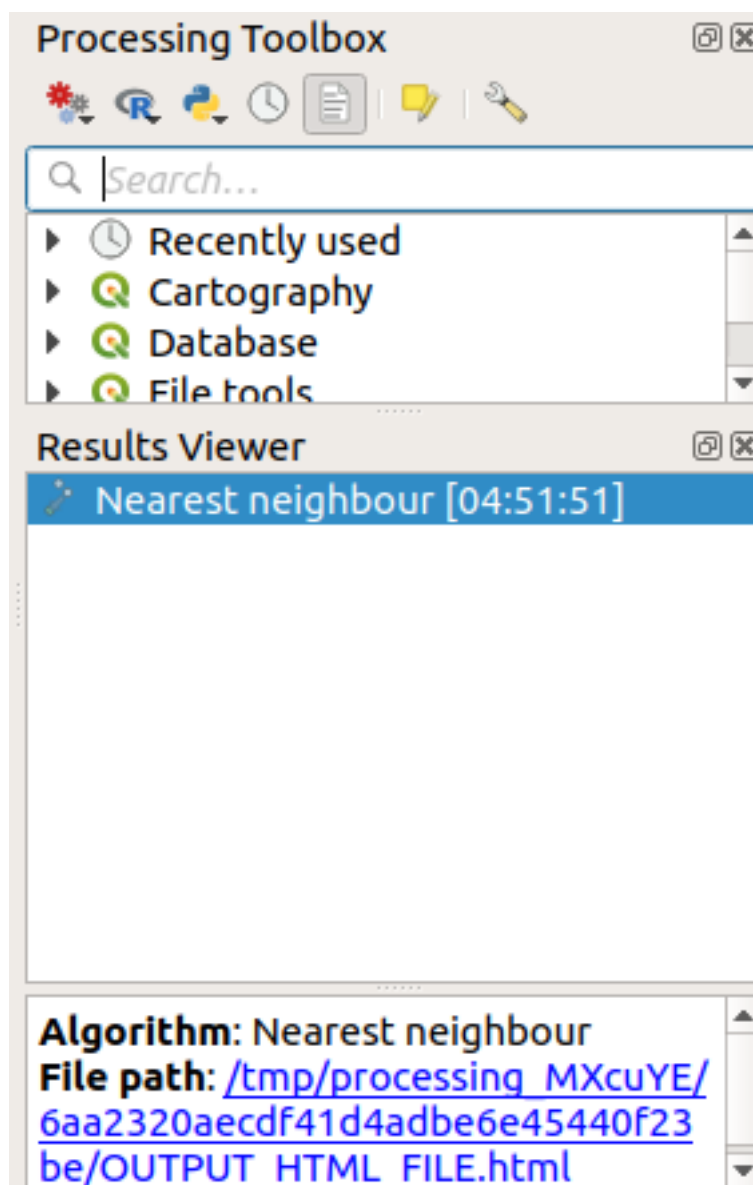 Processing Toolbox
Search...
Recently used
Cartography
Database
File tools
Results Viewer
Nearest neighbour [04:51:51]
Algorithm: Nearest neighbour
File path: /tmp/processing_MXcuYE/
6aa2320aecdf41d4adbe6e45440f23
be/OUTPUT_HTML_FILE.html